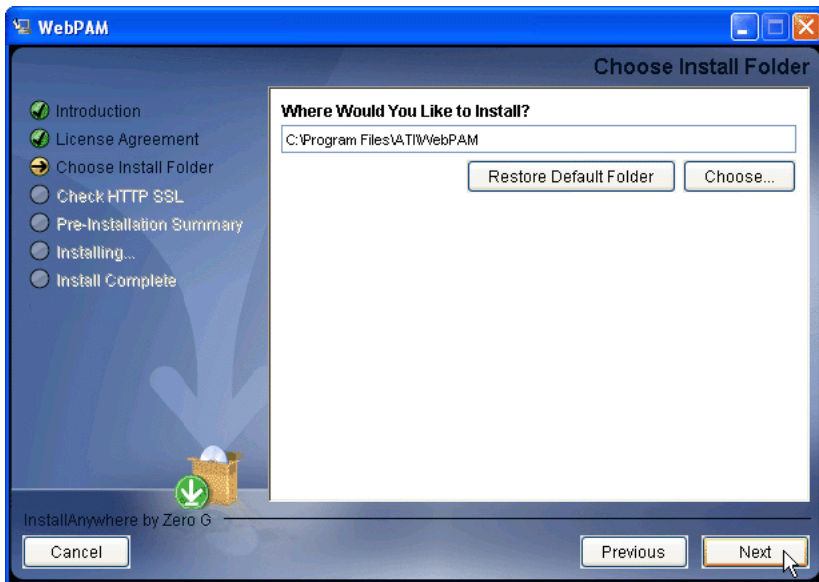 WebPAM
Choose Install Folder
Introduction
License Agreement
Choose Install Folder
Check HTTP SSL
Pre-Installation Summary
Installing...
Install Complete
Where Would You Like to Install?
C:\Program Files\ATI\WebPAM
Restore Default Folder
Choose...
InstallAnywhere by Zero G
Cancel
Previous
Next